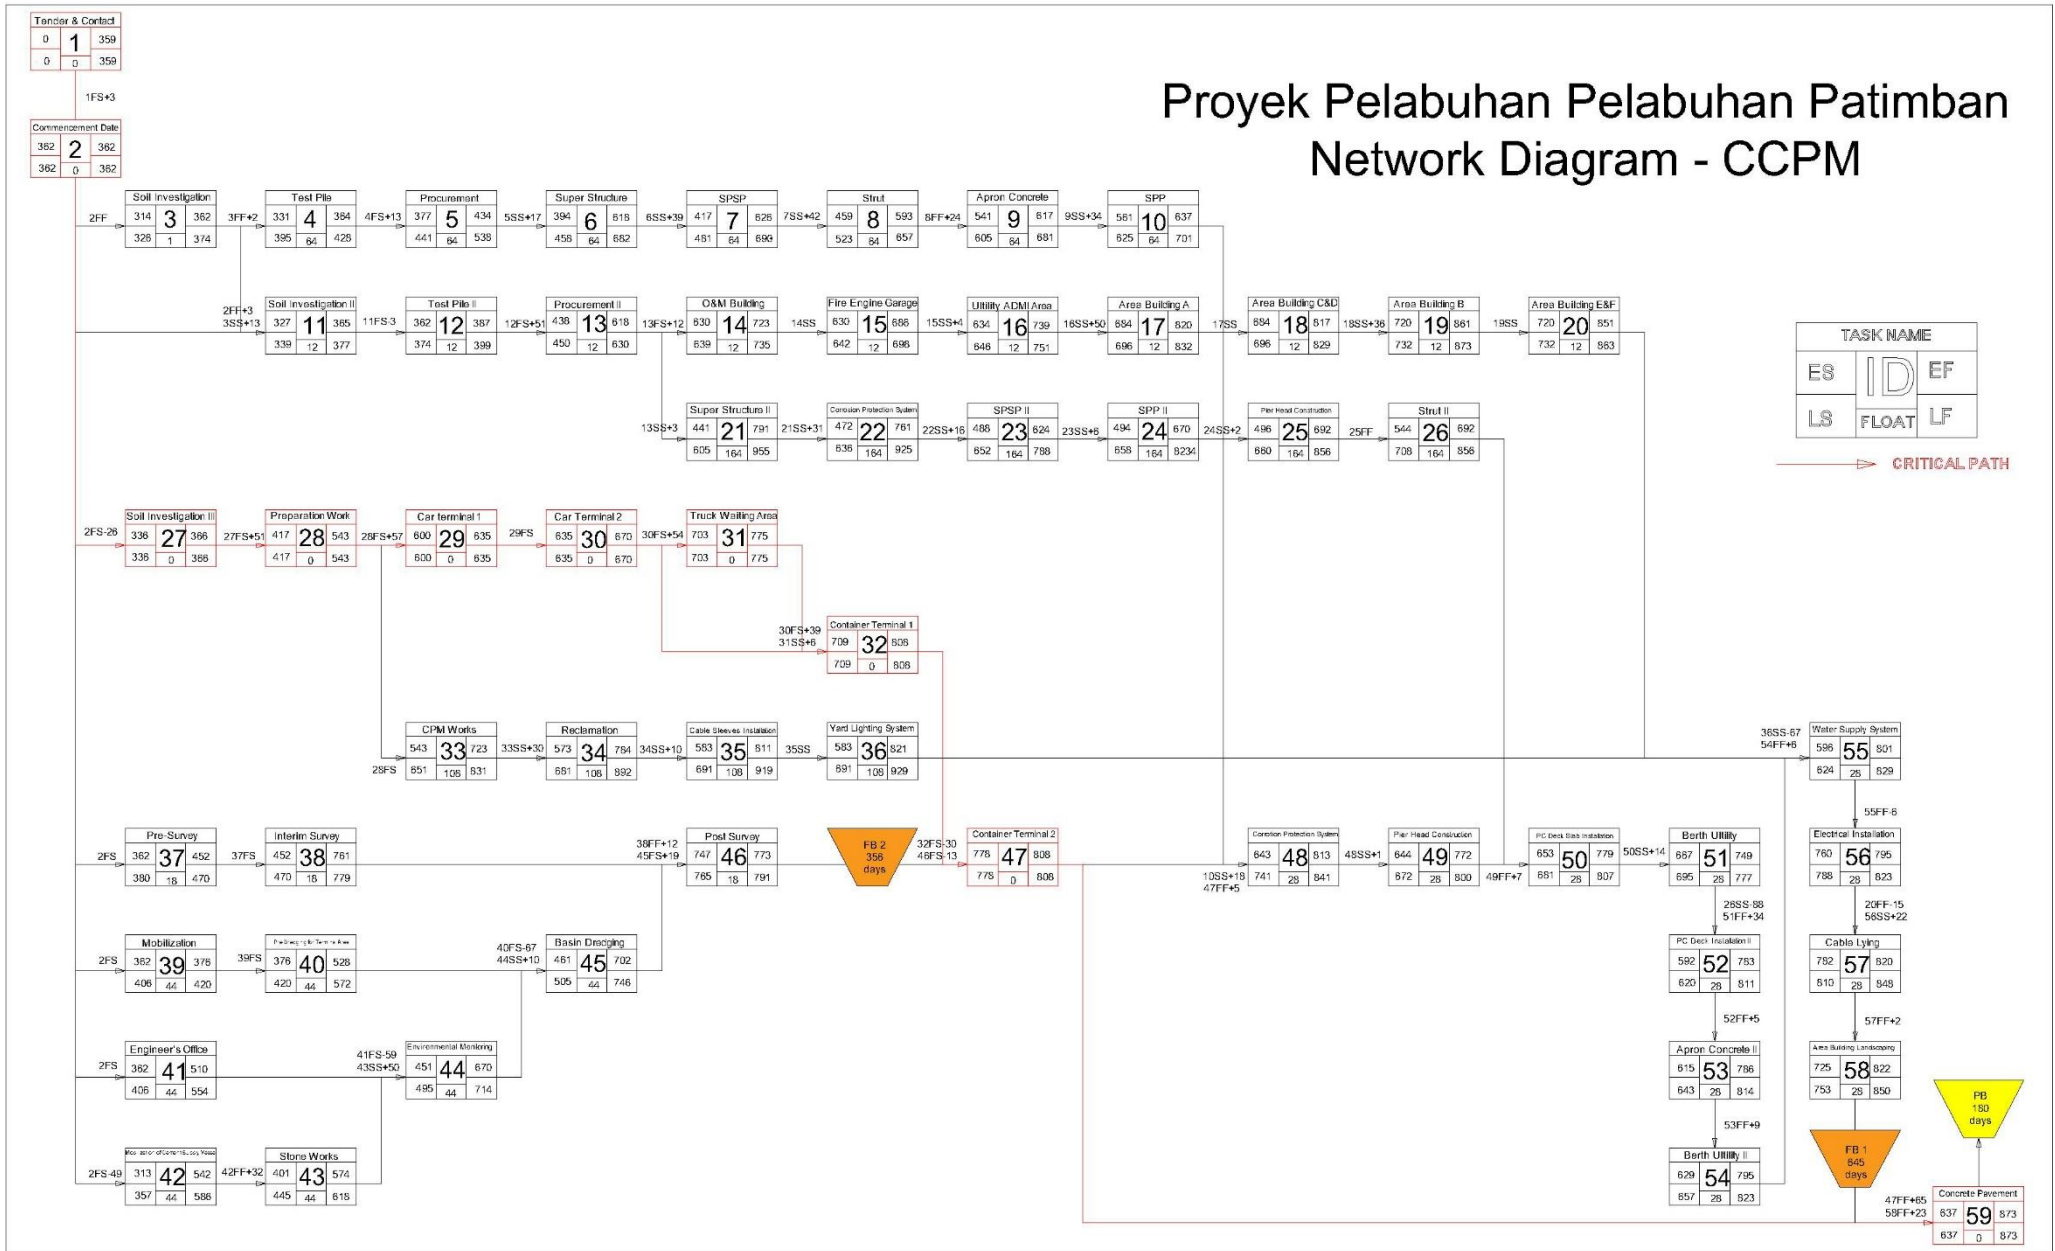 Tender & Contact
0 1 359
0 0 359
1FS+3
Commencement Date
362 2 362
362 0 362
Proyek Pelabuhan Pelabuhan Patimban
Network Diagram - CCPM
2FF
Soil Investigation
314 3 362
326 1 374
3FF+2
Test Pile
331 4 364
395 64 428
4FS+13
Procurement
377 5 434
441 64 538
5SS+17
Super Structure
394 6 618
458 64 682
6SS+39
SPSP
417 7 626
481 64 690
7SS+42
Strut
459 8 593
523 64 657
8FF+24
Apron Concrete
541 9 617
605 64 681
9SS+34
SPP
561 10 637
625 64 701
2FF+3
3SS+13
Soil Investigation II
327 11 365
339 12 377
11FS-3
Test Pile II
362 12 387
374 12 399
12FS+51
Procurement II
438 13 618
450 12 630
13FS+12
O&M Building
630 14 723
639 12 735
14SS
Fire Engine Garage
630 15 686
642 12 698
15SS+4
Ultility ADMI Area
634 16 739
646 12 751
16SS+50
Area Building A
684 17 820
696 12 832
17SS
Area Building C&D
684 18 817
696 12 829
18SS+36
Area Building B
720 19 861
732 12 873
19SS
Area Building E&F
720 20 851
732 12 863
TASK NAME
ES ID EF
LS FLOAT LF
CRITICAL PATH
13SS+3
Super Structure II
441 21 791
605 164 955
21SS+31
Corrosion Protection System
472 22 761
636 164 925
22SS+16
SPSP II
488 23 624
652 164 788
23SS+6
SPP II
494 24 670
658 164 8234
24SS+2
Pier Head Construction
496 25 692
660 164 856
25FF
Strut II
544 26 692
708 164 856
2FS-26
Soil Investigation III
336 27 366
336 0 366
27FS+51
Preparation Work
417 28 543
417 0 543
28FS+57
Car terminal 1
600 29 635
600 0 635
29FS
Car Terminal 2
635 30 670
635 0 670
30FS+54
Truck Waiting Area
703 31 775
703 0 775
30FS+39
31SS+6
Container Terminal 1
709 32 808
709 0 808
28FS
CPM Works
543 33 723
651 108 831
33SS+30
Reclamation
573 34 784
681 108 892
34SS+10
Cable Sleeves Installation
583 35 811
691 108 919
35SS
Yard Lighting System
583 36 821
691 108 929
36SS-67
54FF+6
Water Supply System
596 55 801
624 28 829
55FF-6
2FS
Pre-Survey
362 37 452
380 18 470
37FS
Interim Survey
452 38 761
470 18 779
38FF+12
45FS+19
Post Survey
747 46 773
765 18 791
FB 2
356
days
32FS-30
46FS-13
Container Terminal 2
778 47 808
778 0 808
10SS+18
47FF+5
Corrotion Protection System
643 48 813
741 28 841
48SS+1
Pier Head Construction
644 49 772
672 28 800
49FF+7
PC Deck Slab Installation
653 50 779
681 28 807
50SS+14
Berth Ultility
667 51 749
695 28 777
Electrical Installation
760 56 795
788 28 823
26SS-88
51FF+34
20FF-15
56SS+22
2FS
Mobilization
362 39 376
406 44 420
39FS
376 40 528
420 44 572
40FS-67
44SS+10
Basin Dredging
461 45 702
505 44 746
PC Deck Installation II
592 52 783
620 28 811
Cable Lying
782 57 820
810 28 848
52FF+5
57FF+2
2FS
Engineer's Office
362 41 510
406 44 554
41FS-59
43SS+50
Environmental Monitoring
451 44 670
495 44 714
Apron Concrete II
615 53 786
643 28 814
Area Building Landscaping
725 58 822
753 28 850
PB
180
days
53FF+9
FB 1
645
days
2FS-49
313 42 542
357 44 586
42FF+32
Stone Works
401 43 574
445 44 618
Berth Ultility II
629 54 795
657 28 823
47FF+65
58FF+23
Concrete Pavement
637 59 873
637 0 873